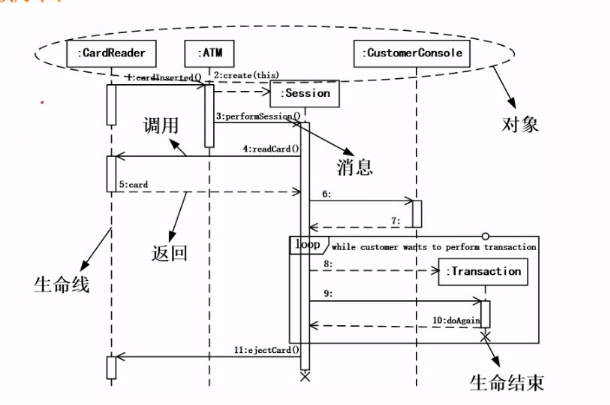 :CardReader
:ATM
:CustomerConsole
1:cardInserted()
2:create(this)
:Session
对象
3:performSession()
调用
4:readCard()
消息
5:card
6:
7:
返回
loop
while customer wants to perform transaction
8:
:Transaction
生命线
9:
10:doAgain
11:ejectCard()
生命结束